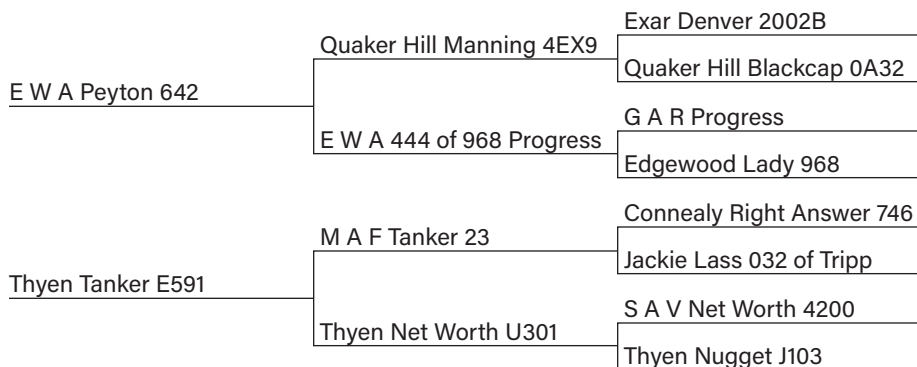 Exar Denver 2002B
Quaker Hill Manning 4EX9
Quaker Hill Blackcap 0A32
E W A Peyton 642
G A R Progress
E W A 444 of 968 Progress
Edgewood Lady 968
Connealy Right Answer 746
M A F Tanker 23
Jackie Lass 032 of Tripp
Thyen Tanker E591
S A V Net Worth 4200
Thyen Net Worth U301
Thyen Nugget J103